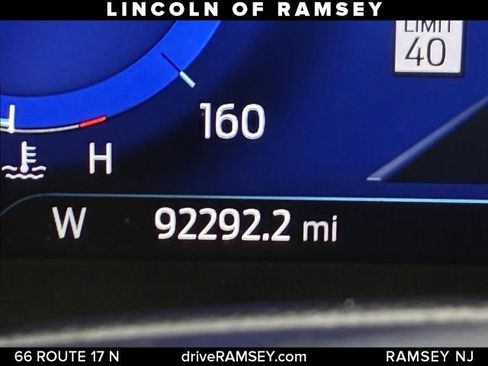 LINCOLN OF RAMSEY
LIMIT
40
160
H
W 92292.2 mi
66 ROUTE 17 N driveRAMSEY.com RAMSEY NJ